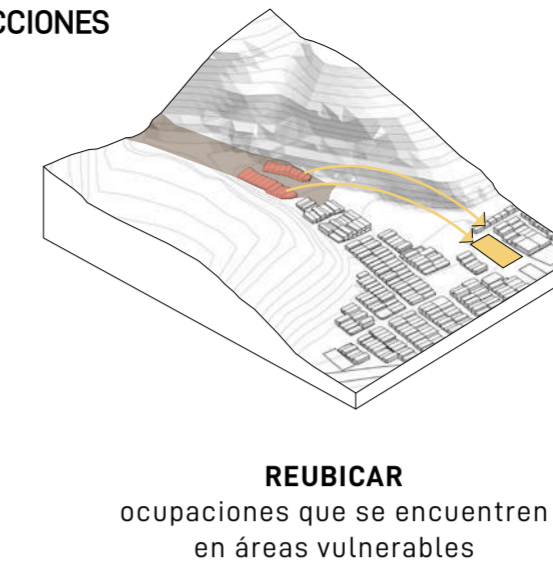 CCIONES
REUBICAR
ocupaciones que se encuentren
en áreas vulnerables